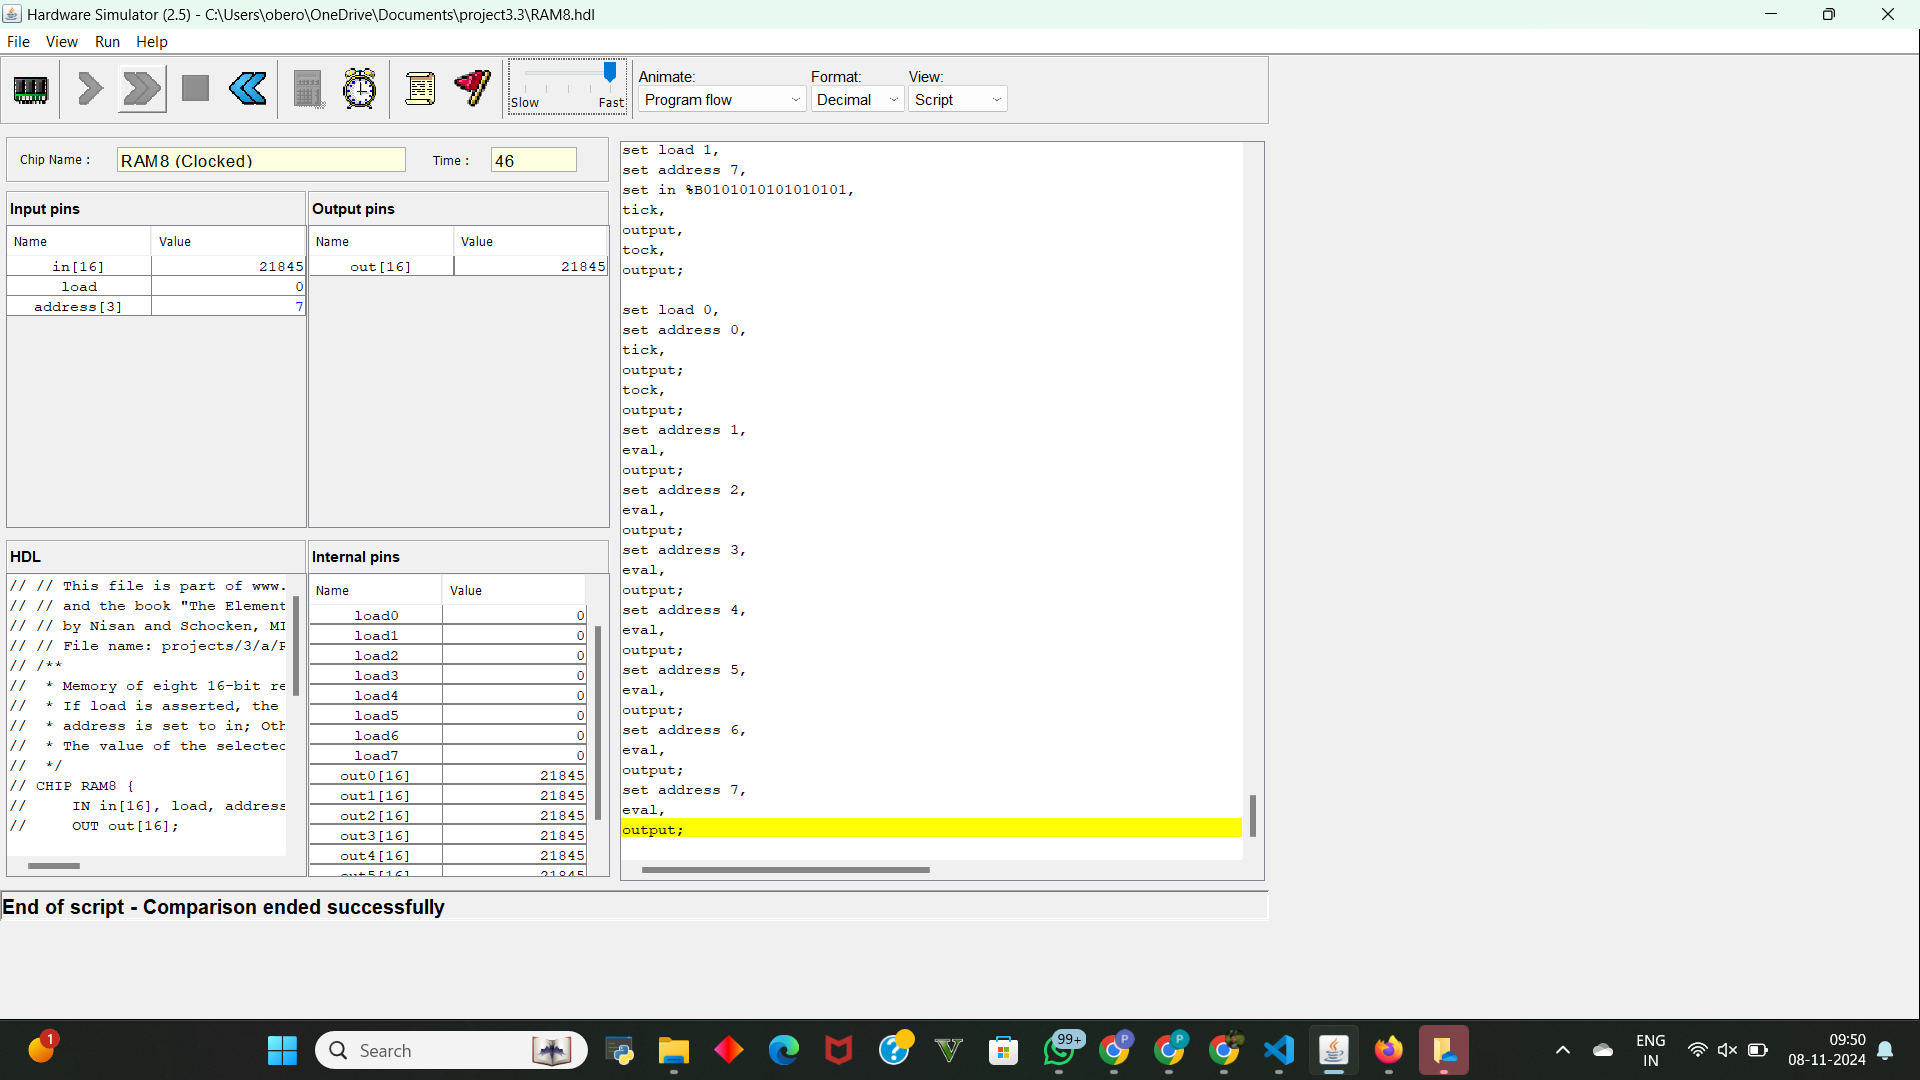 Hardware Simulator (2.5) - C:\Users\obero\OneDrive\Documents\project3.3\RAM8.hdl
File View Run Help
Slow Fast
Animate: Format: View:
Program flow Decimal Script
Chip Name : RAM8 (Clocked) Time : 46
Input pins
Name Value
in[16] 21845
load 0
address[3] 7
Output pins
Name Value
out[16] 21845
HDL
// // This file is part of www.
// // and the book "The Element
// // by Nisan and Schocken, MI
// // File name: projects/3/a/R
// /**
// * Memory of eight 16-bit re
// * If load is asserted, the
// * address is set to in; Oth
// * The value of the selected
// */
// CHIP RAM8 {
// IN in[16], load, address
// OUT out[16];
Internal pins
Name Value
load0 0
load1 0
load2 0
load3 0
load4 0
load5 0
load6 0
load7 0
out0[16] 21845
out1[16] 21845
out2[16] 21845
out3[16] 21845
out4[16] 21845
out5[16] 21845
set load 1,
set address 7,
set in %B0101010101010101,
tick,
output,
tock,
output;
set load 0,
set address 0,
tick,
output;
tock,
output;
set address 1,
eval,
output;
set address 2,
eval,
output;
set address 3,
eval,
output;
set address 4,
eval,
output;
set address 5,
eval,
output;
set address 6,
eval,
output;
set address 7,
eval,
output;
End of script - Comparison ended successfully
1
Search
99+
P
P
ENG
IN
09:50
08-11-2024